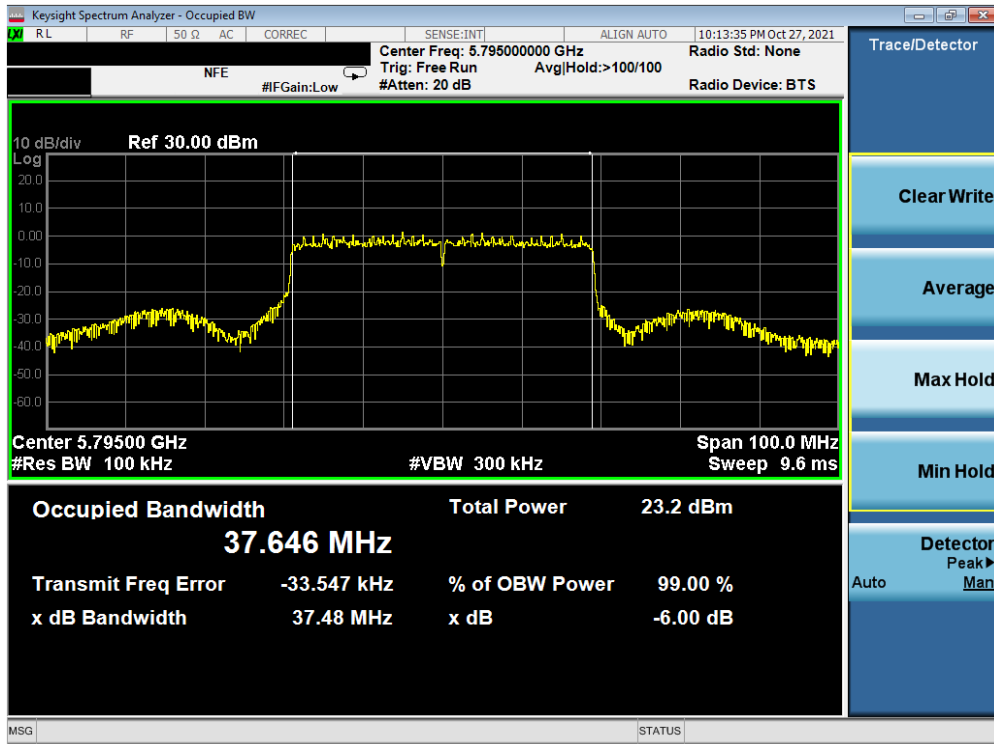 Keysight Spectrum Analyzer - Occupied BW
LXI RL RF 50 Ω AC CORREC SENSE:INT ALIGN AUTO 10:13:35 PM Oct 27, 2021
Center Freq: 5.795000000 GHz Radio Std: None
NFE Trig: Free Run Avg|Hold:>100/100
#IFGain:Low #Atten: 20 dB Radio Device: BTS
10 dB/div Ref 30.00 dBm
Log
20.0
10.0
0.00
-10.0
-20.0
-30.0
-40.0
-50.0
-60.0
Center 5.79500 GHz Span 100.0 MHz
#Res BW 100 kHz #VBW 300 kHz Sweep 9.6 ms
Occupied Bandwidth Total Power 23.2 dBm
37.646 MHz
Transmit Freq Error -33.547 kHz % of OBW Power 99.00 %
x dB Bandwidth 37.48 MHz x dB -6.00 dB
Trace/Detector
Clear Write
Average
Max Hold
Min Hold
Detector
Peak▶
Auto Man
MSG STATUS